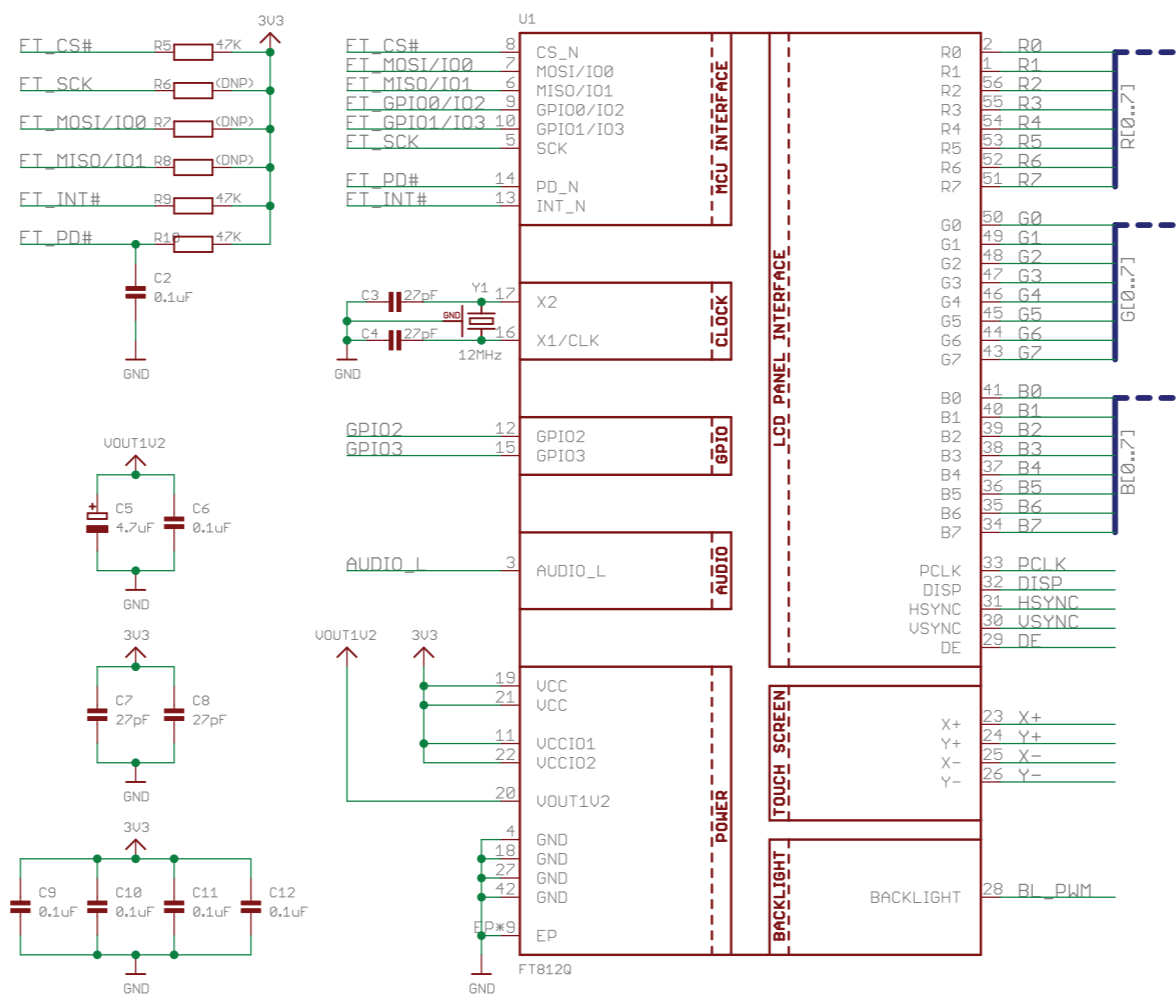 3V3
FT_CS# R5 47K
FT_SCK R6 (DNP)
FT_MOSI/IO0 R7 (DNP)
FT_MISO/IO1 R8 (DNP)
FT_INT# R9 47K
FT_PD# R10 47K
C2
0.1uF
GND
VOUT1V2
+
C5
4.7uF
C6
0.1uF
GND
3V3
C7
27pF
C8
27pF
GND
3V3
C9
0.1uF
C10
0.1uF
C11
0.1uF
C12
0.1uF
GND
U1
MCU INTERFACE
FT_CS# 8 CS_N
FT_MOSI/IO0 7 MOSI/IO0
FT_MISO/IO1 6 MISO/IO1
FT_GPIO0/IO2 9 GPIO0/IO2
FT_GPIO1/IO3 10 GPIO1/IO3
FT_SCK 5 SCK
FT_PD# 14 PD_N
FT_INT# 13 INT_N
CLOCK
C3 27pF Y1 17 X2
GND
C4 27pF 16 X1/CLK
12MHz
GND
GPIO
GPIO2 12 GPIO2
GPIO3 15 GPIO3
AUDIO
AUDIO_L 3 AUDIO_L
VOUT1V2 3V3
POWER
19 VCC
21 VCC
11 VCCIO1
22 VCCIO2
20 VOUT1V2
4 GND
18 GND
27 GND
42 GND
EP*9 EP
GND
FT812Q
LCD PANEL INTERFACE
R0 2 R0
R1 1 R1
R2 56 R2
R3 55 R3
R4 54 R4
R5 53 R5
R6 52 R6
R7 51 R7
R[0..7]
G0 50 G0
G1 49 G1
G2 48 G2
G3 47 G3
G4 46 G4
G5 45 G5
G6 44 G6
G7 43 G7
G[0..7]
B0 41 B0
B1 40 B1
B2 39 B2
B3 38 B3
B4 37 B4
B5 36 B5
B6 35 B6
B7 34 B7
B[0..7]
PCLK 33 PCLK
DISP 32 DISP
HSYNC 31 HSYNC
VSYNC 30 VSYNC
DE 29 DE
TOUCH SCREEN
X+ 23 X+
Y+ 24 Y+
X- 25 X-
Y- 26 Y-
BACKLIGHT
BACKLIGHT 28 BL_PWM